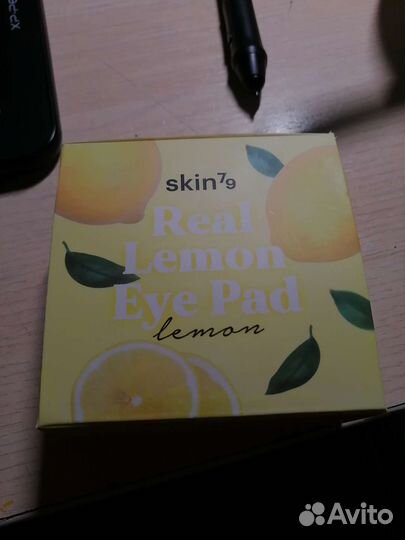 skin79
Real
Lemon
Eye Pad
lemon
Avito